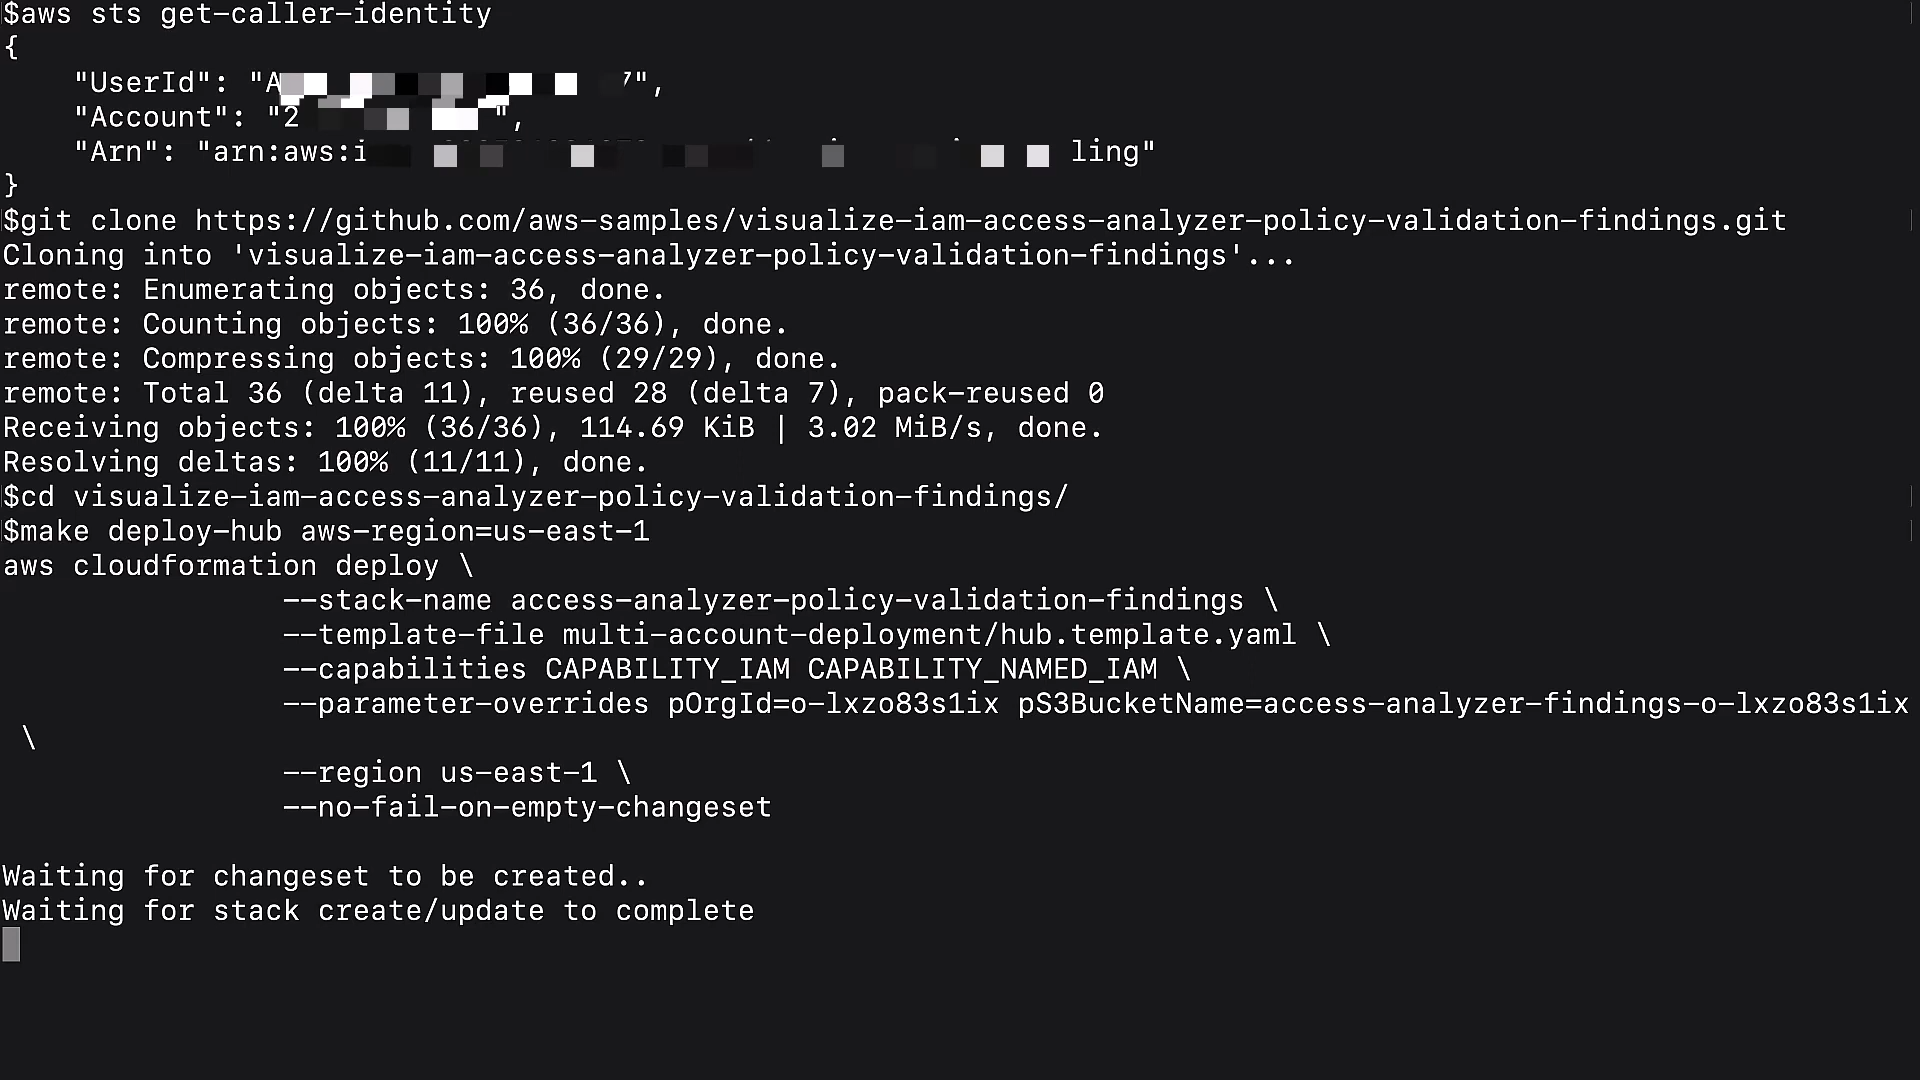 $aws sts get-caller-identity
{
    "UserId": "A 7",
    "Account": "2 ",
    "Arn": "arn:aws:i ling"
}
$git clone https://github.com/aws-samples/visualize-iam-access-analyzer-policy-validation-findings.git
Cloning into 'visualize-iam-access-analyzer-policy-validation-findings'...
remote: Enumerating objects: 36, done.
remote: Counting objects: 100% (36/36), done.
remote: Compressing objects: 100% (29/29), done.
remote: Total 36 (delta 11), reused 28 (delta 7), pack-reused 0
Receiving objects: 100% (36/36), 114.69 KiB | 3.02 MiB/s, done.
Resolving deltas: 100% (11/11), done.
$cd visualize-iam-access-analyzer-policy-validation-findings/
$make deploy-hub aws-region=us-east-1
aws cloudformation deploy \
                --stack-name access-analyzer-policy-validation-findings \
                --template-file multi-account-deployment/hub.template.yaml \
                --capabilities CAPABILITY_IAM CAPABILITY_NAMED_IAM \
                --parameter-overrides pOrgId=o-lxzo83s1ix pS3BucketName=access-analyzer-findings-o-lxzo83s1ix
 \
                --region us-east-1 \
                --no-fail-on-empty-changeset
Waiting for changeset to be created..
Waiting for stack create/update to complete